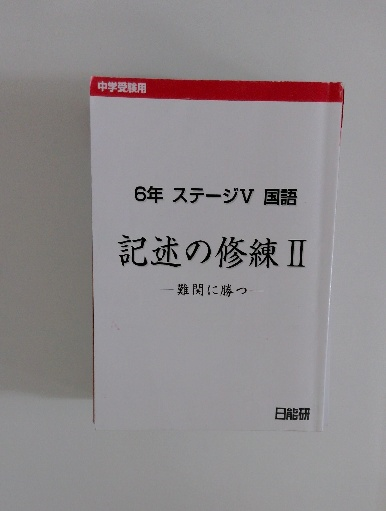 中学受験用
6年 ステージV 国語
記述の修練II
―難関に勝つ―
日能研